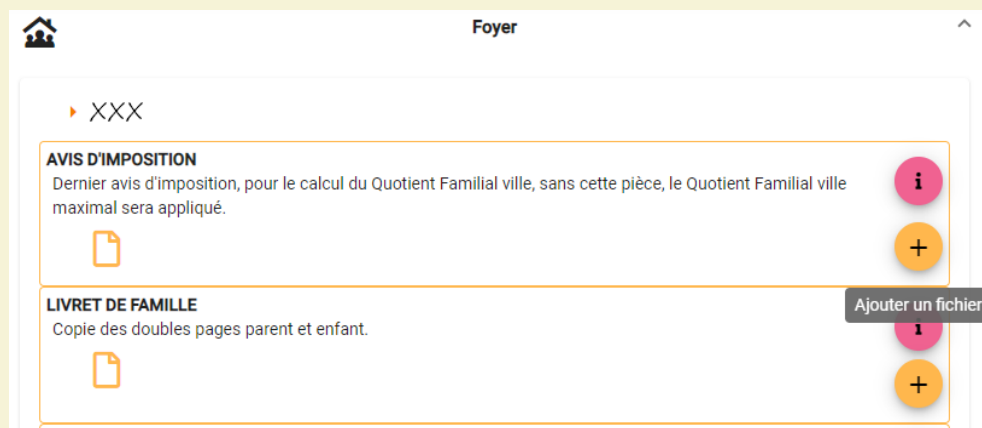 Foyer
XXX
AVIS D'IMPOSITION
Dernier avis d'imposition, pour le calcul du Quotient Familial ville, sans cette pièce, le Quotient Familial ville
maximal sera appliqué.
LIVRET DE FAMILLE
Ajouter un fichier
Copie des doubles pages parent et enfant.